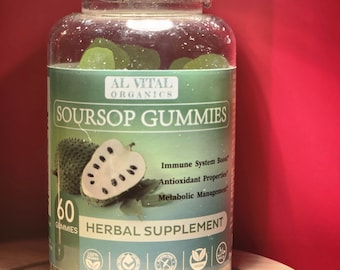 AL VITAL
ORGANICS
SOURSOP GUMMIES
Immune System Boost
Antioxidant Properties
Metabolic Management
60
GUMMIES
HERBAL SUPPLEMENT